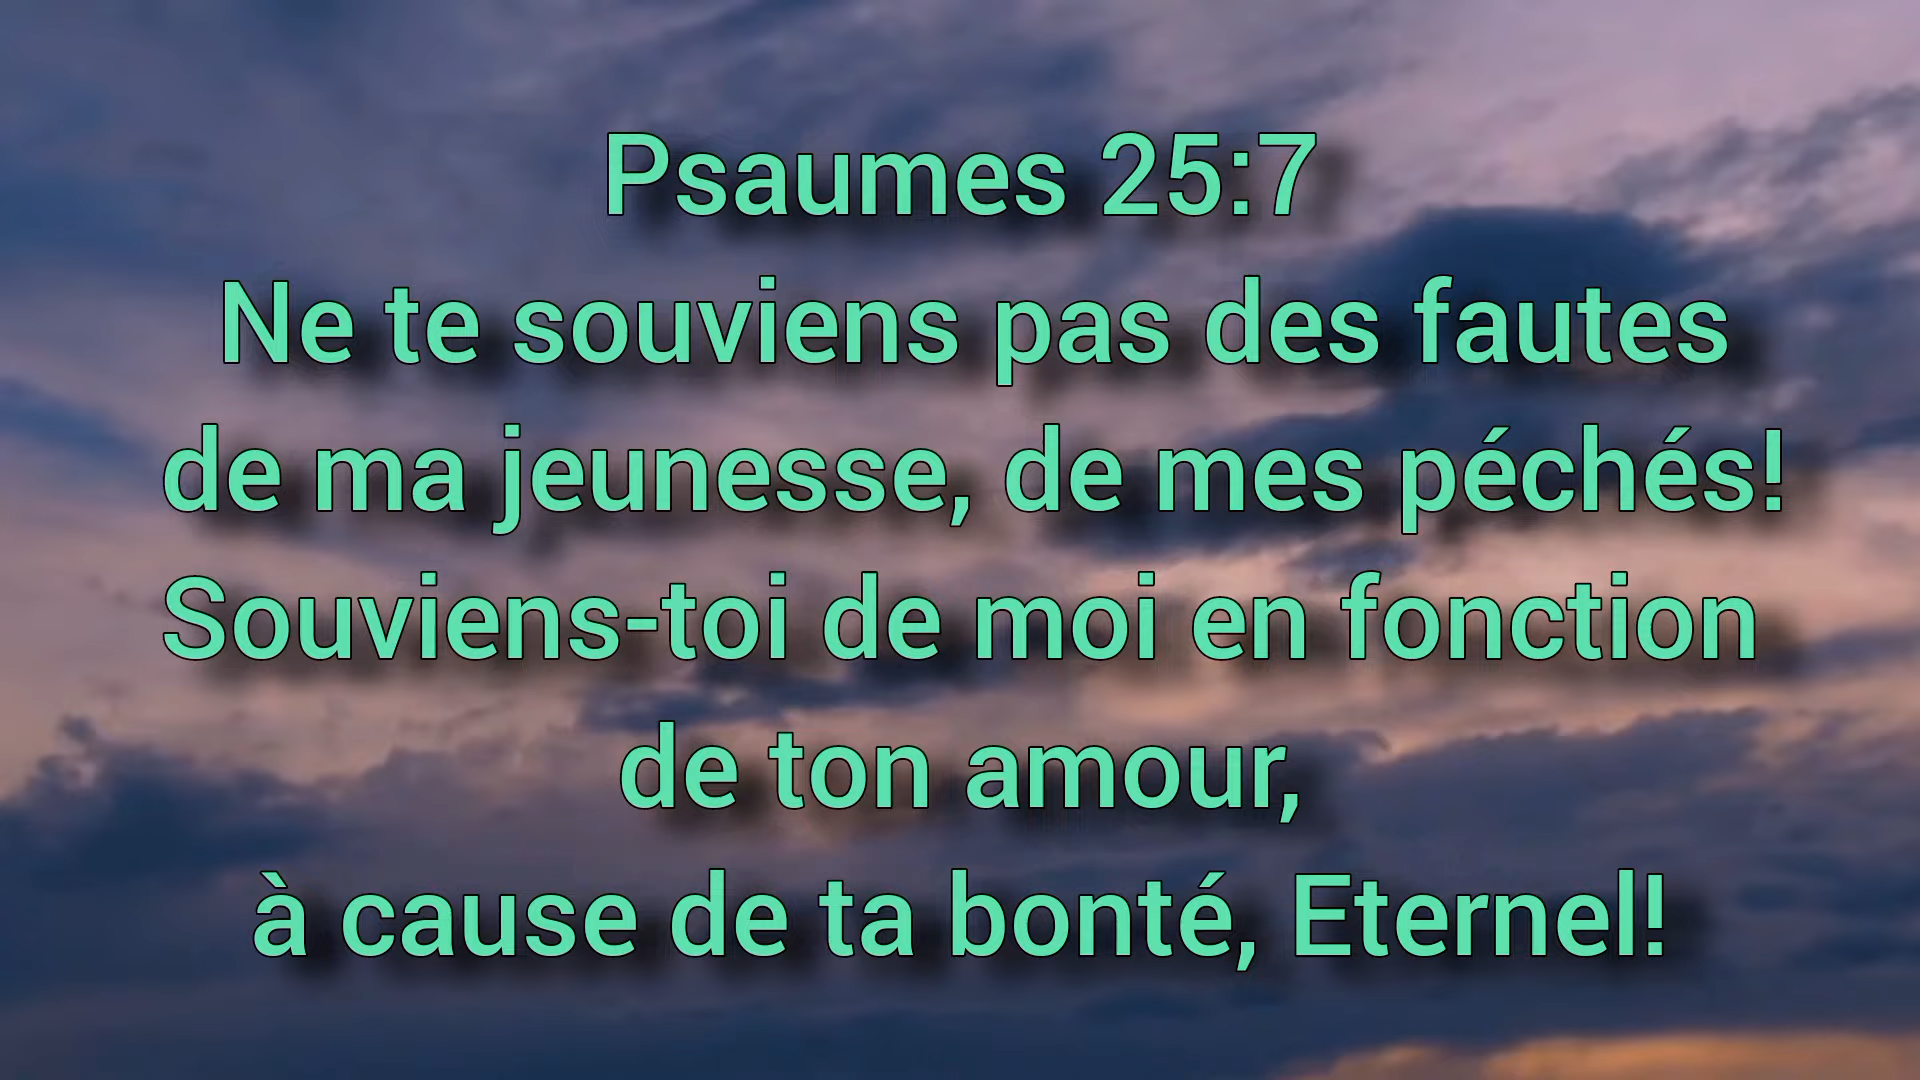 Psaumes 25:7
Ne te souviens pas des fautes
de ma jeunesse, de mes péchés!
Souviens-toi de moi en fonction
de ton amour,
à cause de ta bonté, Eternel!